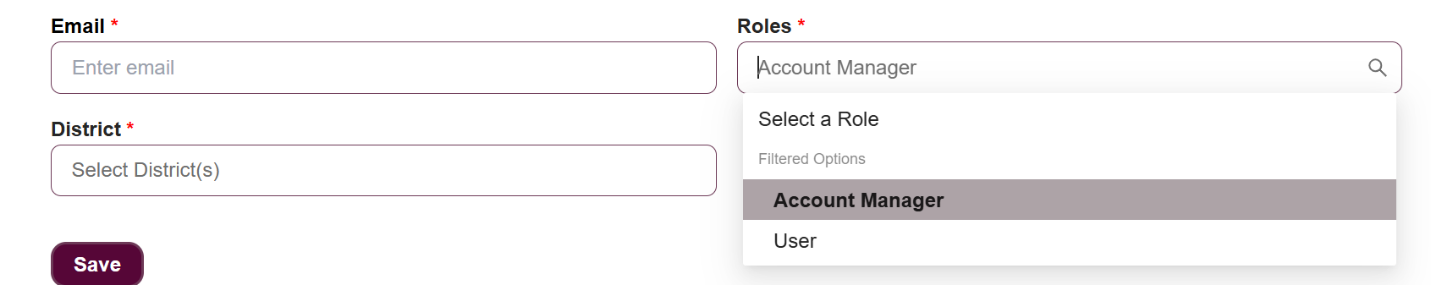 Email *
Enter email
District *
Select District(s)
Save
Roles *
Account Manager
Select a Role
Filtered Options
Account Manager
User